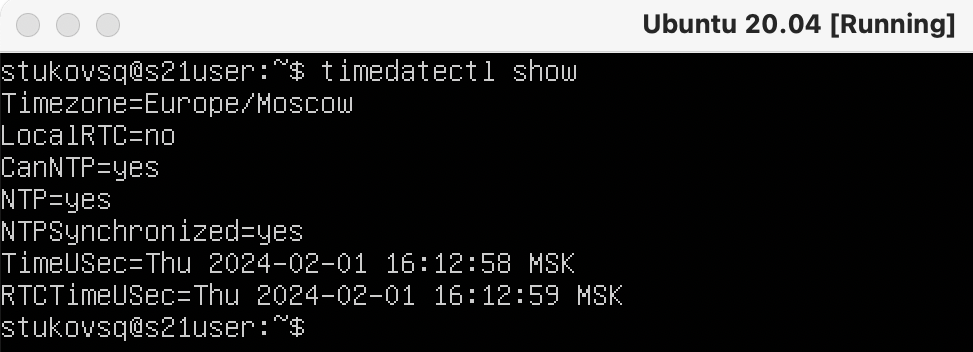 Ubuntu 20.04 [Running]
stukovsq@s21user:~$ timedatectl show
Timezone=Europe/Moscow
LocalRTC=no
CanNTP=yes
NTP=yes
NTPSynchronized=yes
TimeUSec=Thu 2024-02-01 16:12:58 MSK
RTCTimeUSec=Thu 2024-02-01 16:12:59 MSK
stukovsq@s21user:~$